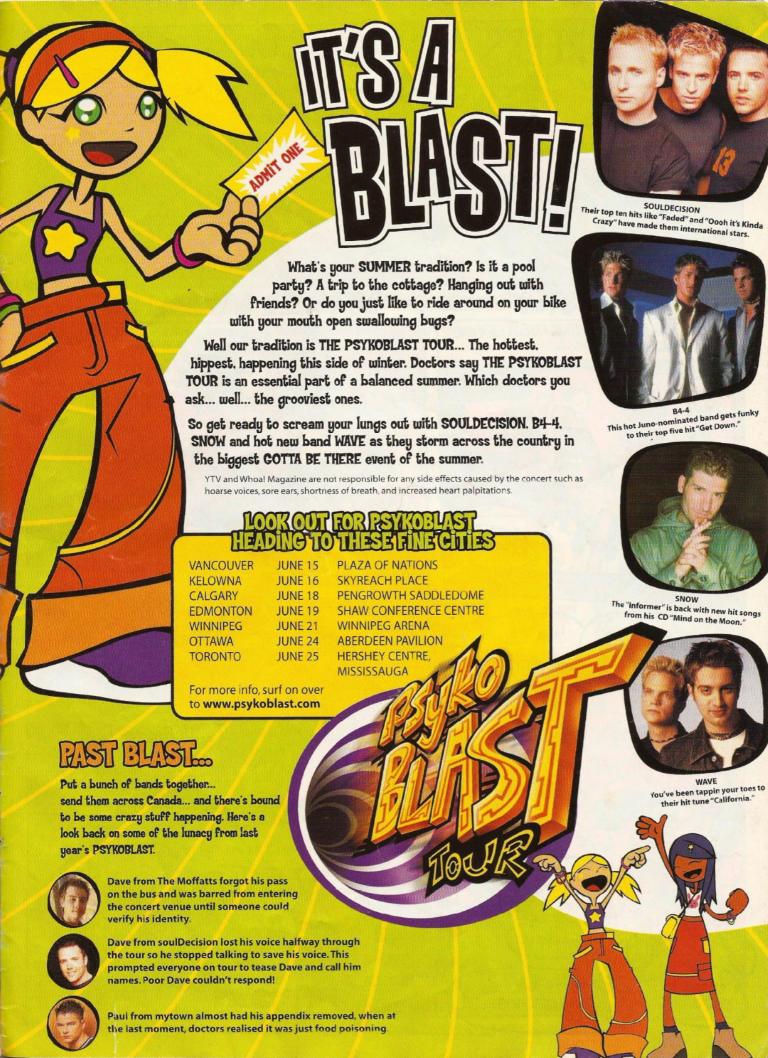 IT'S A
BLAST!
ADMIT ONE
What's your SUMMER tradition? Is it a pool
party? A trip to the cottage? Hanging out with
friends? Or do you just like to ride around on your bike
with your mouth open swallowing bugs?
Well our tradition is THE PSYKOBLAST TOUR... The hottest,
hippest, happening this side of winter. Doctors say THE PSYKOBLAST
TOUR is an essential part of a balanced summer. Which doctors you
ask... well... the grooviest ones.
So get ready to scream your lungs out with SOULDECISION, B4-4,
SNOW and hot new band WAVE as they storm across the country in
the biggest GOTTA BE THERE event of the summer.
YTV and Whoa! Magazine are not responsible for any side effects caused by the concert such as
hoarse voices, sore ears, shortness of breath, and increased heart palpitations.
LOOK OUT FOR PSYKOBLAST
HEADING TO THESE FINE CITIES
VANCOUVER JUNE 15 PLAZA OF NATIONS
KELOWNA JUNE 16 SKYREACH PLACE
CALGARY JUNE 18 PENGROWTH SADDLEDOME
EDMONTON JUNE 19 SHAW CONFERENCE CENTRE
WINNIPEG JUNE 21 WINNIPEG ARENA
OTTAWA JUNE 24 ABERDEEN PAVILION
TORONTO JUNE 25 HERSHEY CENTRE,
MISSISSAUGA
For more info, surf on over
to www.psykoblast.com
PSYKO
BLAST
TOUR
PAST BLAST...
Put a bunch of bands together...
send them across Canada... and there's bound
to be some crazy stuff happening. Here's a
look back on some of the lunacy from last
year's PSYKOBLAST.
Dave from The Moffatts forgot his pass
on the bus and was barred from entering
the concert venue until someone could
verify his identity.
Dave from soulDecision lost his voice halfway through
the tour so he stopped talking to save his voice. This
prompted everyone on tour to tease Dave and call him
names. Poor Dave couldn't respond!
Paul from mytown almost had his appendix removed, when at
the last moment, doctors realised it was just food poisoning.
13
SOULDECISION
Their top ten hits like "Faded" and "Oooh it's Kinda
Crazy" have made them international stars.
B4-4
This hot Juno-nominated band gets funky
to their top five hit "Get Down."
SNOW
The "Informer" is back with new hit songs
from his CD "Mind on the Moon."
WAVE
You've been tappin your toes to
their hit tune "California."